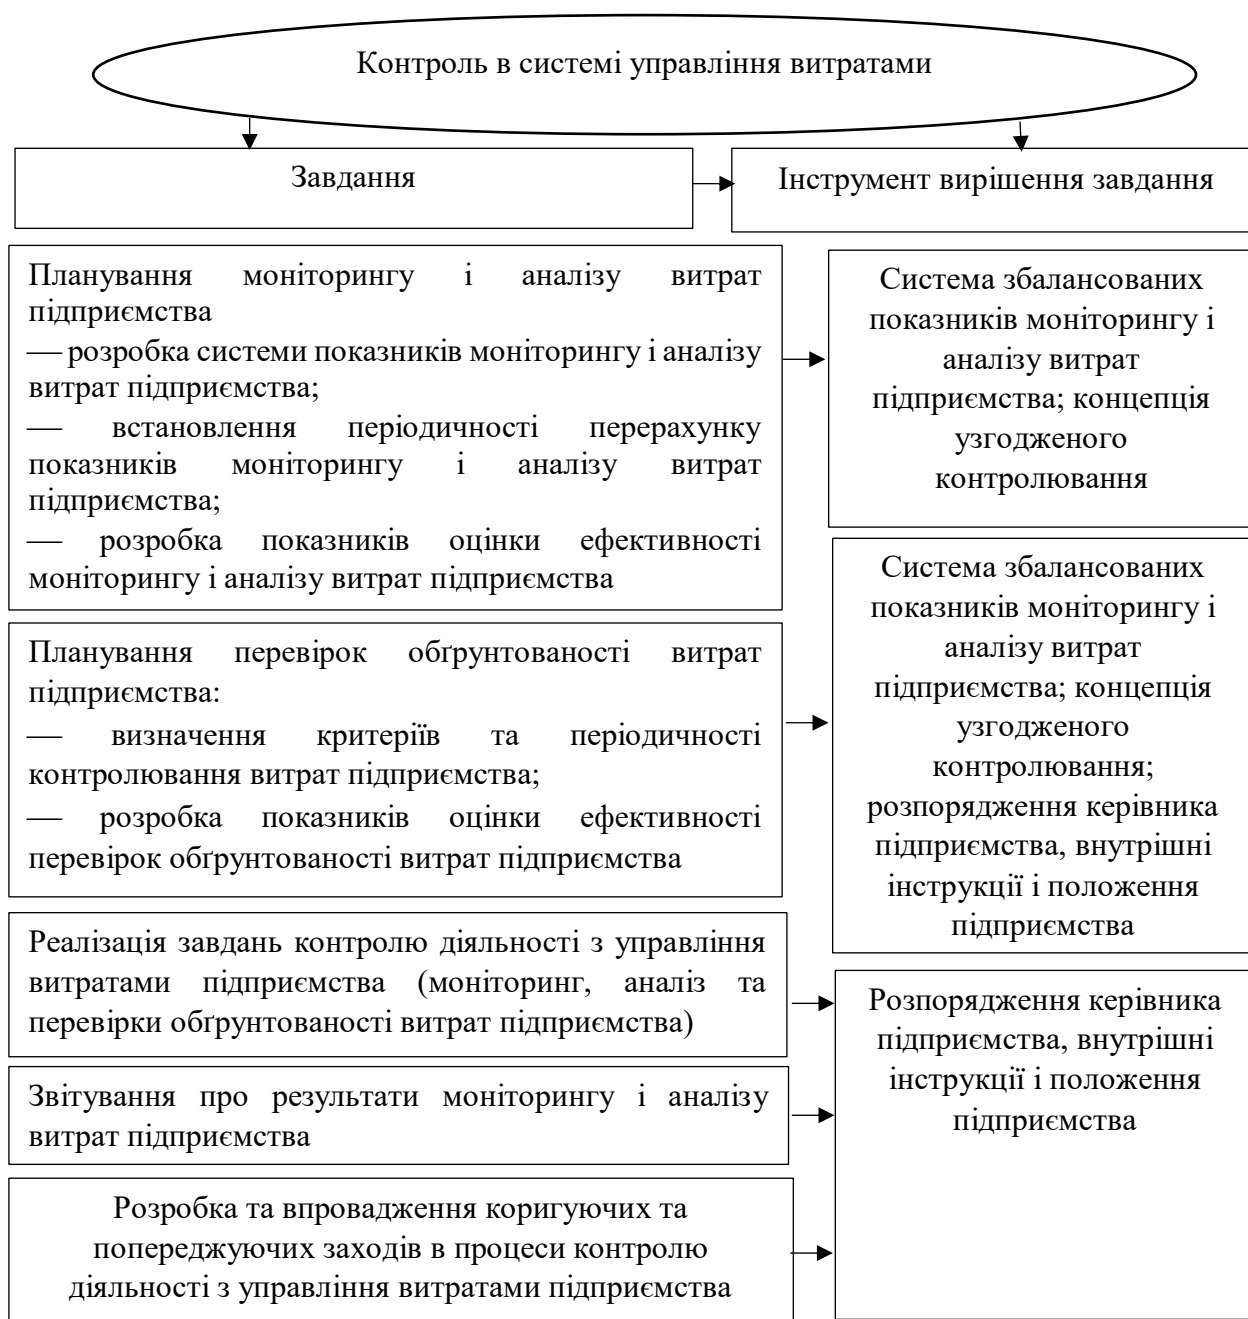 Контроль в системі управління витратами
Завдання
Інструмент вирішення завдання
Планування моніторингу і аналізу витрат
підприємства
— розробка системи показників моніторингу і аналізу
витрат підприємства;
— встановлення періодичності перерахунку
показників моніторингу і аналізу витрат
підприємства;
— розробка показників оцінки ефективності
моніторингу і аналізу витрат підприємства
Система збалансованих
показників моніторингу і
аналізу витрат
підприємства; концепція
узгодженого
контролювання
Планування перевірок обґрунтованості витрат
підприємства:
— визначення критеріїв та періодичності
контролювання витрат підприємства;
— розробка показників оцінки ефективності
перевірок обґрунтованості витрат підприємства
Система збалансованих
показників моніторингу і
аналізу витрат
підприємства; концепція
узгодженого
контролювання;
розпорядження керівника
підприємства, внутрішні
інструкції і положення
підприємства
Реалізація завдань контролю діяльності з управління
витратами підприємства (моніторинг, аналіз та
перевірки обґрунтованості витрат підприємства)
Звітування про результати моніторингу і аналізу
витрат підприємства
Розробка та впровадження коригуючих та
попереджуючих заходів в процеси контролю
діяльності з управління витратами підприємства
Розпорядження керівника
підприємства, внутрішні
інструкції і положення
підприємства